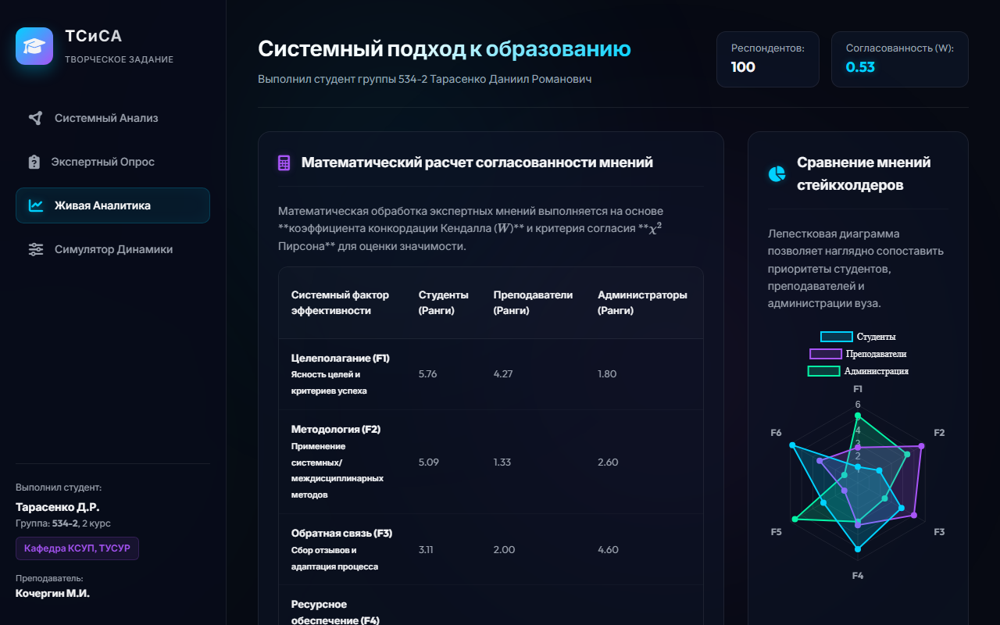 ТСиСА
ТВОРЧЕСКОЕ ЗАДАНИЕ
Системный Анализ
Экспертный Опрос
Живая Аналитика
Симулятор Динамики
Выполнил студент:
Тарасенко Д.Р.
Группа: 534-2, 2 курс
Кафедра КСУП, ТУСУР
Преподаватель:
Кочергин М.И.
Системный подход к образованию
Выполнил студент группы 534-2 Тарасенко Даниил Романович
Респондентов:
100
Согласованность (W):
0.53
Математический расчет согласованности мнений
Математическая обработка экспертных мнений выполняется на основе
**коэффициента конкордации Кендалла (W)** и критерия согласия **χ²
Пирсона** для оценки значимости.
Системный фактор
эффективности
Студенты
(Ранги)
Преподаватели
(Ранги)
Администраторы
(Ранги)
Целеполагание (F1)
Ясность целей и
критериев успеха
5.76
4.27
1.80
Методология (F2)
Применение
системных/
междисциплинарных
методов
5.09
1.33
2.60
Обратная связь (F3)
Сбор отзывов и
адаптация процесса
3.11
2.00
4.60
Ресурсное
обеспечение (F4)
Сравнение мнений
стейкхолдеров
Лепестковая диаграмма
позволяет наглядно сопоставить
приоритеты студентов,
преподавателей и
администрации вуза.
Студенты
Преподаватели
Администрация
F1
6
4
3
2
F6
F2
F5
F3
F4